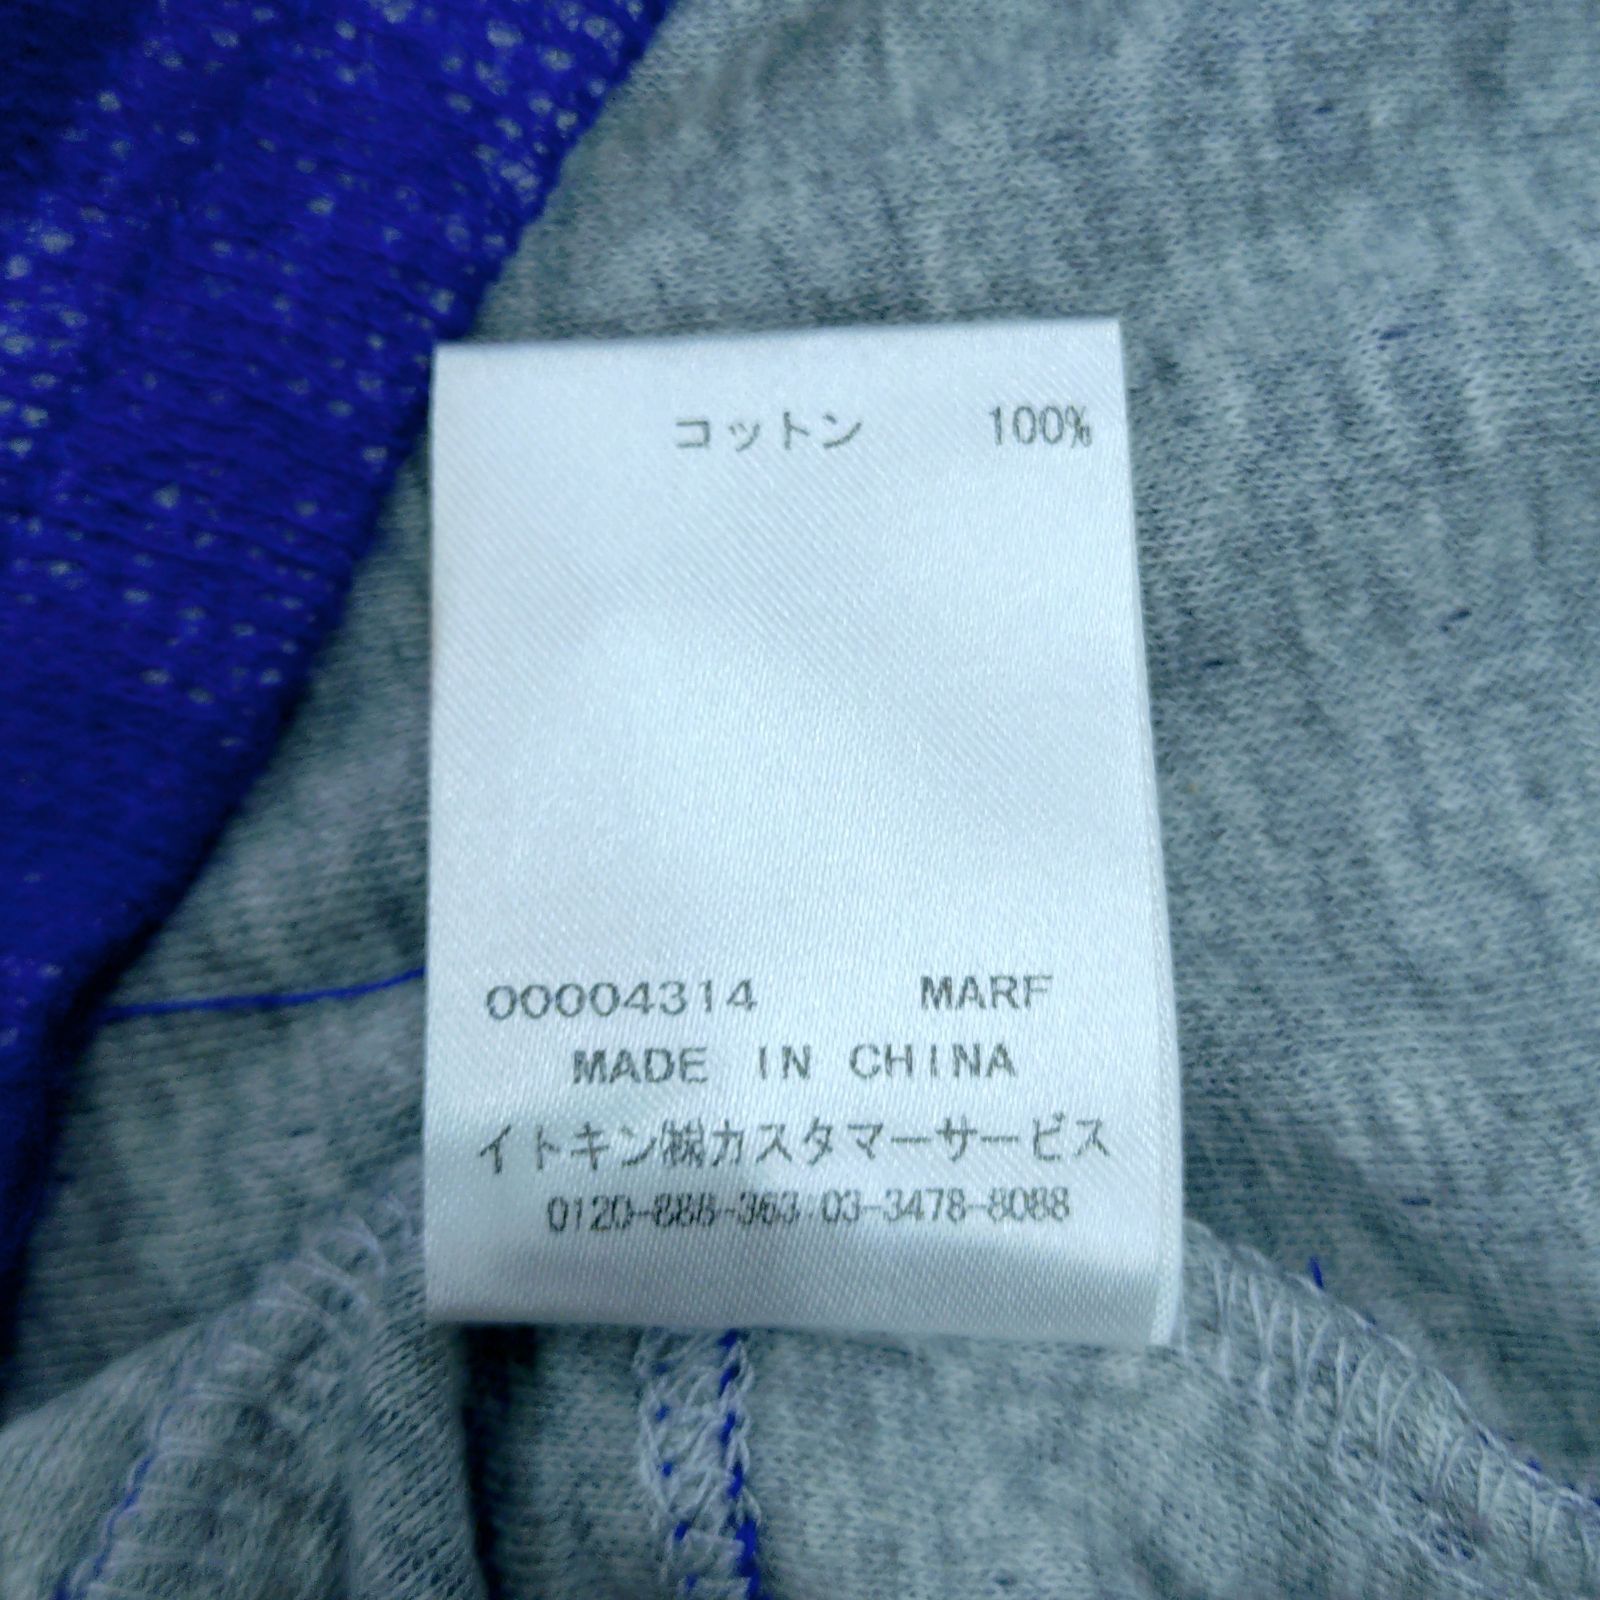 コットン 100%
00004314 MARF
MADE IN CHINA
イトキン㈱カスタマーサービス
0120-888-363 03-3478-8088